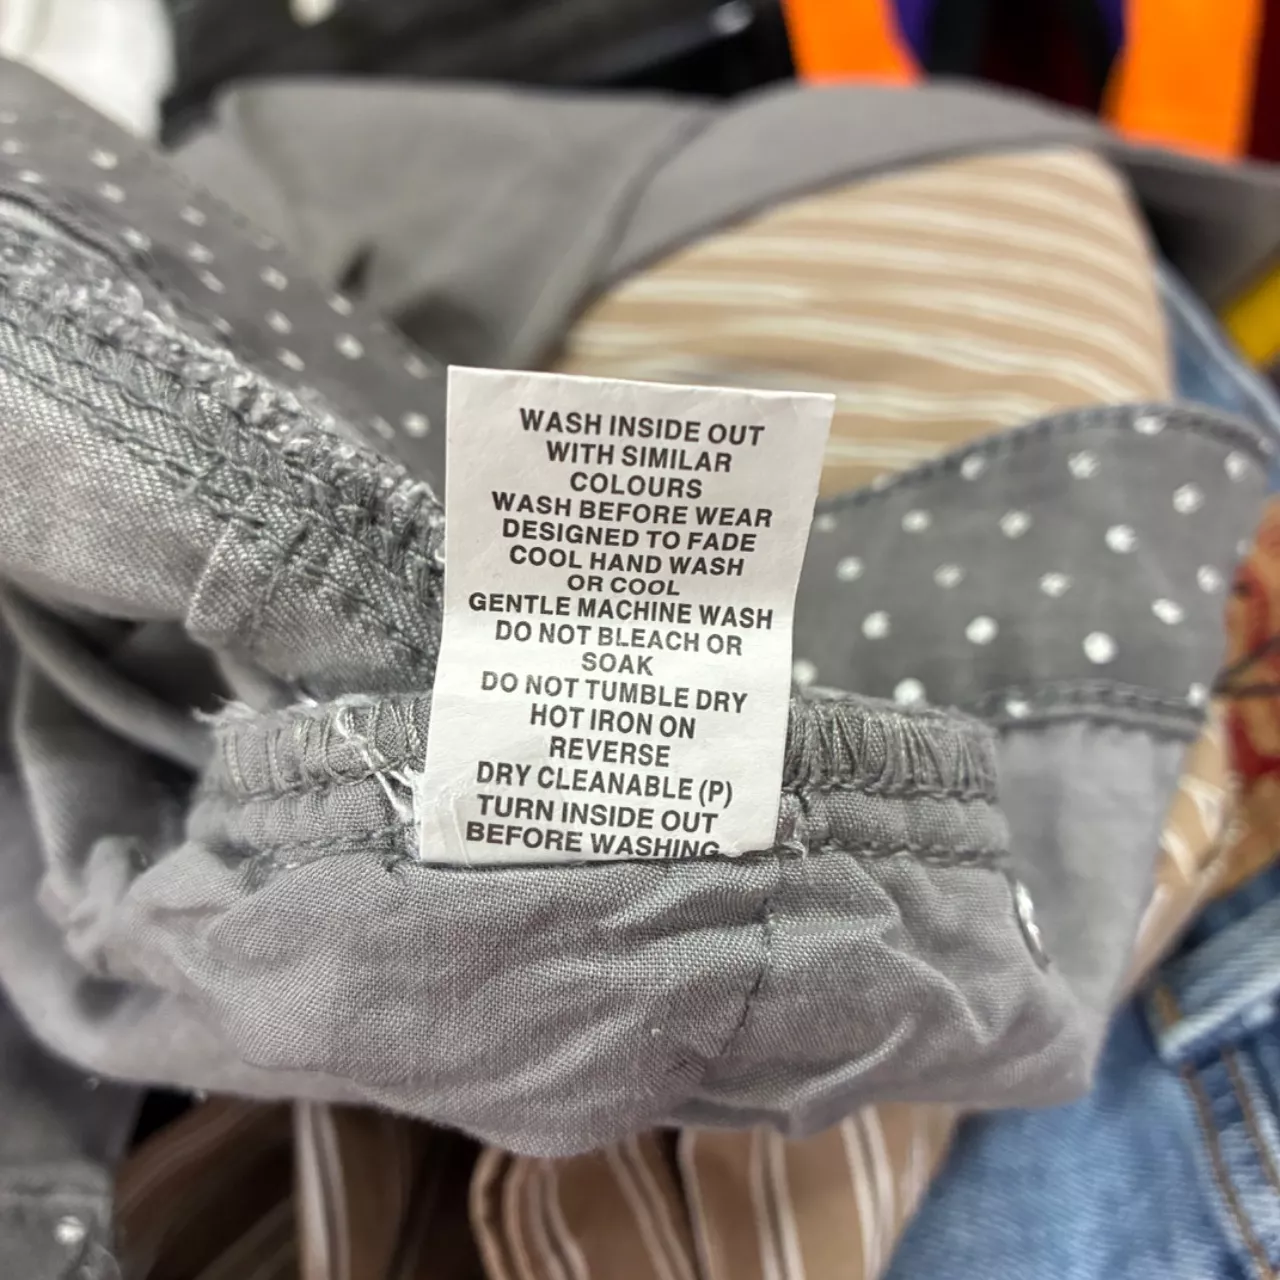 WASH INSIDE OUT
WITH SIMILAR
COLOURS
WASH BEFORE WEAR
DESIGNED TO FADE
COOL HAND WASH
OR COOL
GENTLE MACHINE WASH
DO NOT BLEACH OR
SOAK
DO NOT TUMBLE DRY
HOT IRON ON
REVERSE
DRY CLEANABLE (P)
TURN INSIDE OUT
BEFORE WASHING